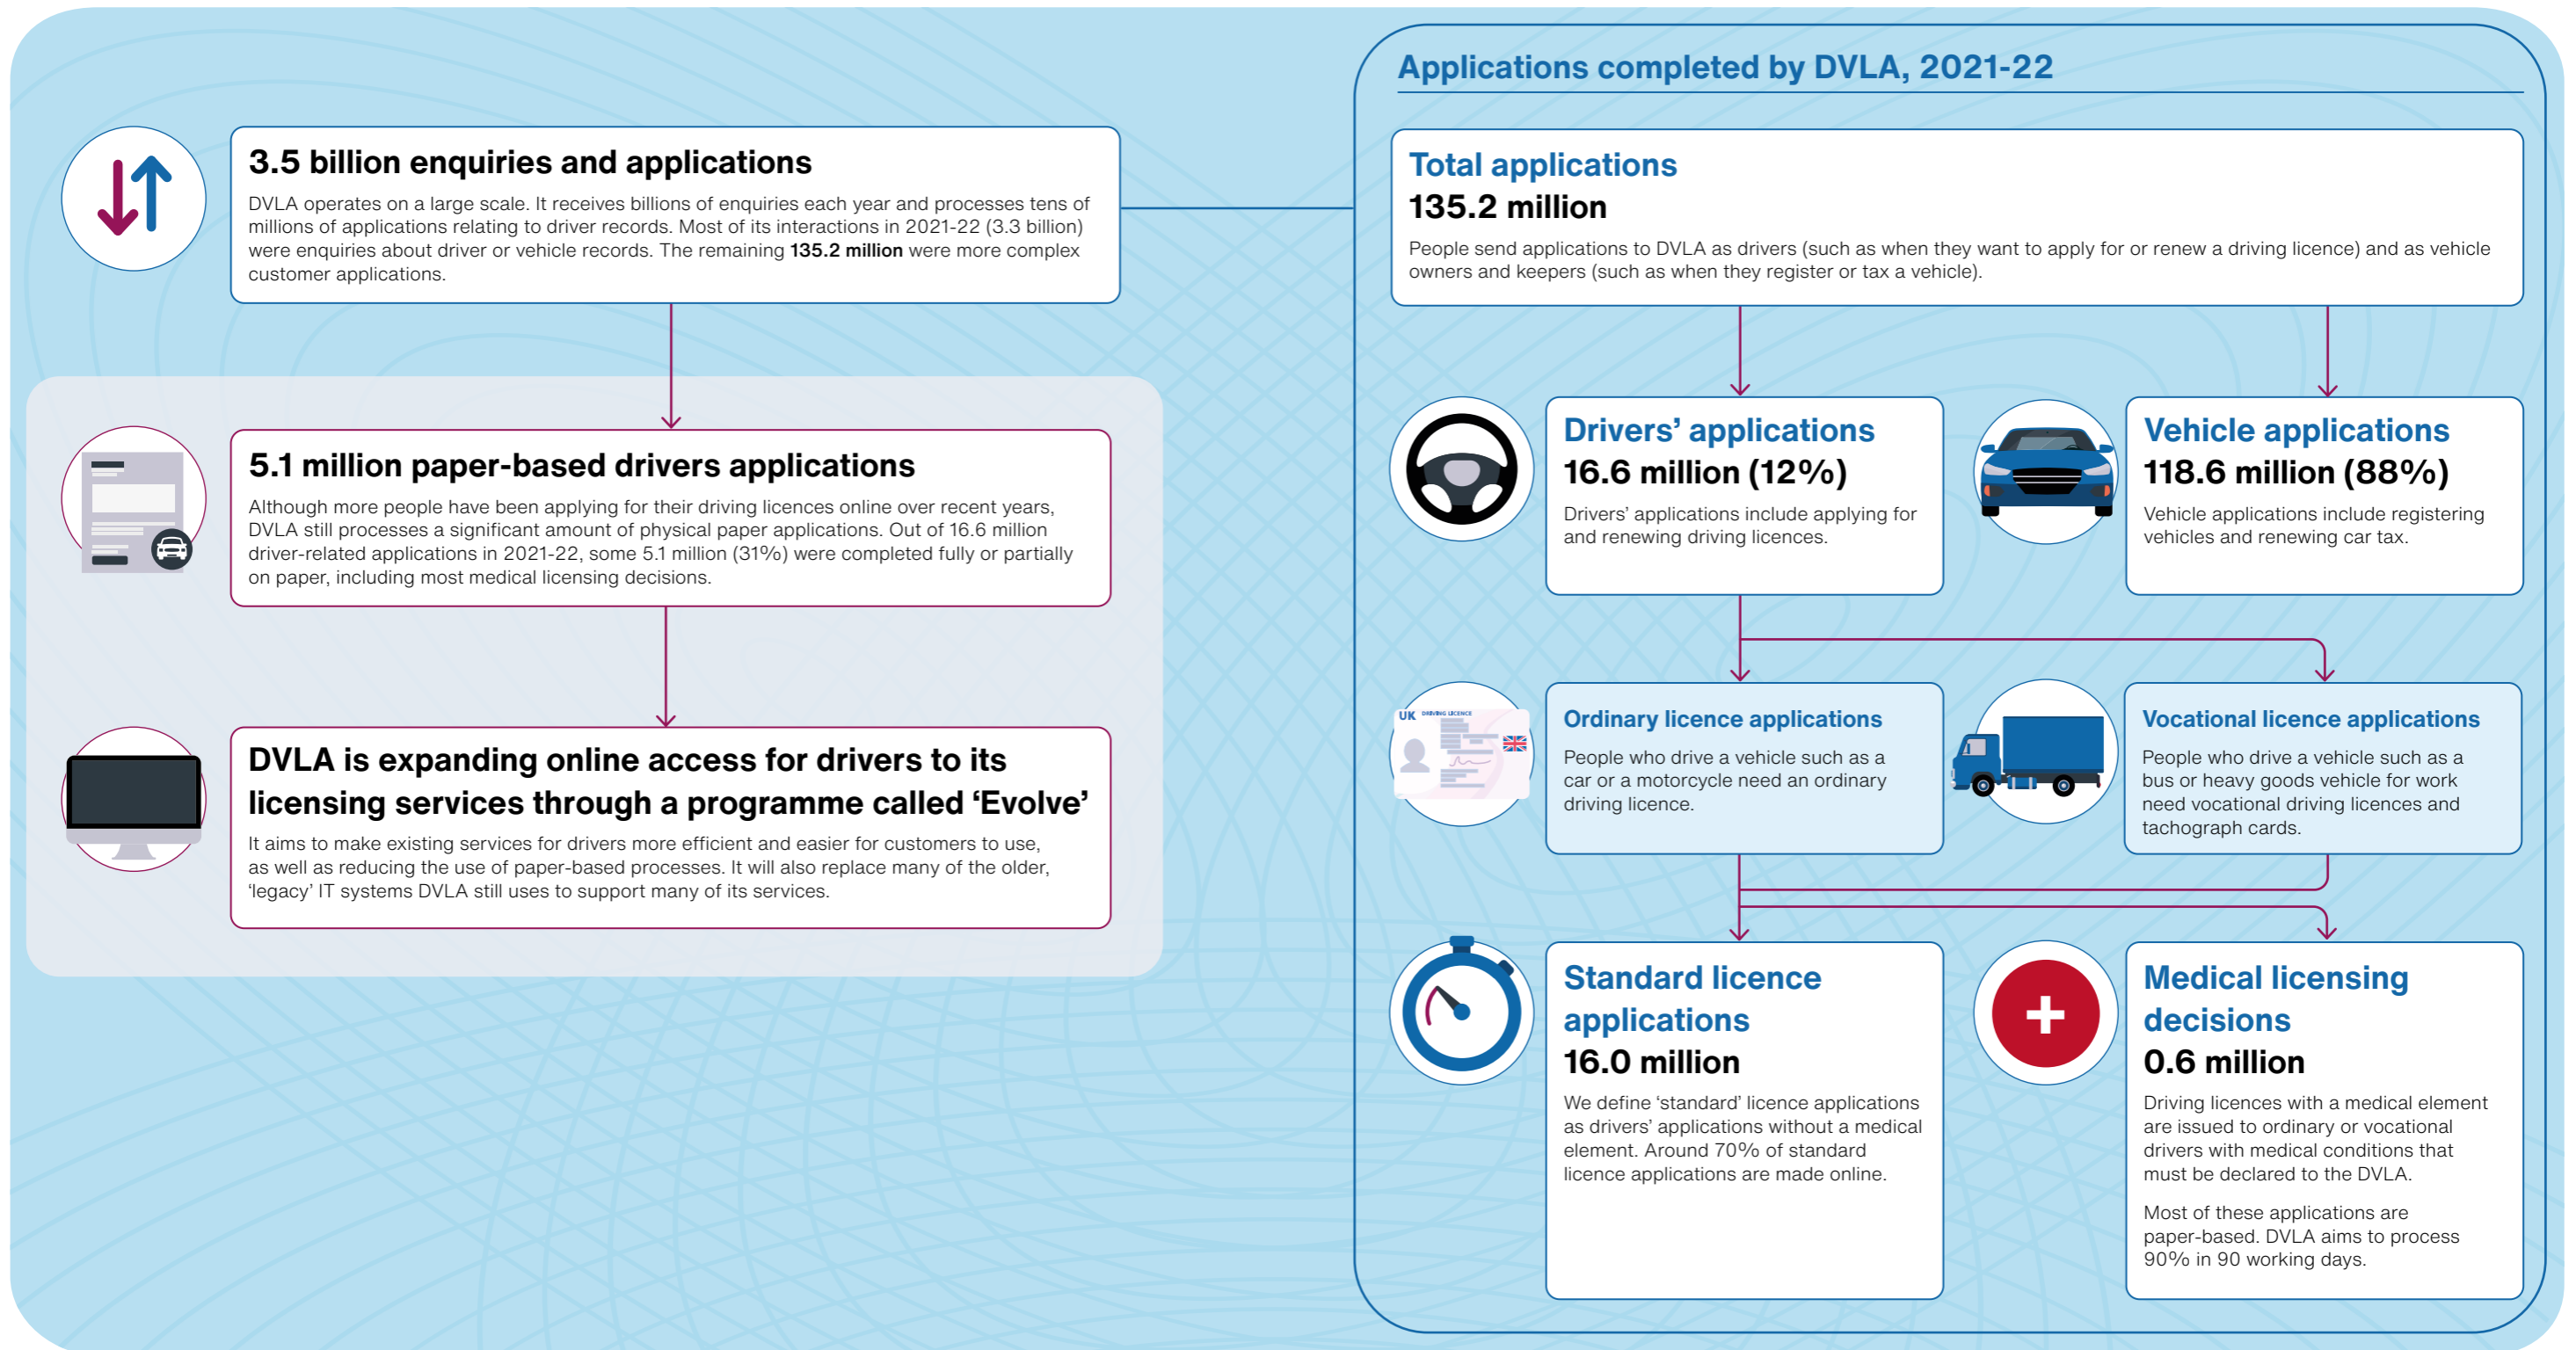 3.5 billion enquiries and applications
DVLA operates on a large scale. It receives billions of enquiries each year and processes tens of
millions of applications relating to driver records. Most of its interactions in 2021-22 (3.3 billion)
were enquiries about driver or vehicle records. The remaining 135.2 million were more complex
customer applications.
5.1 million paper-based drivers applications
Although more people have been applying for their driving licences online over recent years,
DVLA still processes a significant amount of physical paper applications. Out of 16.6 million
driver-related applications in 2021-22, some 5.1 million (31%) were completed fully or partially
on paper, including most medical licensing decisions.
DVLA is expanding online access for drivers to its
licensing services through a programme called ‘Evolve’
It aims to make existing services for drivers more efficient and easier for customers to use,
as well as reducing the use of paper-based processes. It will also replace many of the older,
‘legacy’ IT systems DVLA still uses to support many of its services.
Applications completed by DVLA, 2021-22
Total applications
135.2 million
People send applications to DVLA as drivers (such as when they want to apply for or renew a driving licence) and as vehicle
owners and keepers (such as when they register or tax a vehicle).
Drivers’ applications
16.6 million (12%)
Drivers’ applications include applying for
and renewing driving licences.
Vehicle applications
118.6 million (88%)
Vehicle applications include registering
vehicles and renewing car tax.
UK DRIVING LICENCE
Ordinary licence applications
People who drive a vehicle such as a
car or a motorcycle need an ordinary
driving licence.
Vocational licence applications
People who drive a vehicle such as a
bus or heavy goods vehicle for work
need vocational driving licences and
tachograph cards.
Standard licence
applications
16.0 million
We define ‘standard’ licence applications
as drivers’ applications without a medical
element. Around 70% of standard
licence applications are made online.
Medical licensing
decisions
0.6 million
Driving licences with a medical element
are issued to ordinary or vocational
drivers with medical conditions that
must be declared to the DVLA.
Most of these applications are
paper-based. DVLA aims to process
90% in 90 working days.